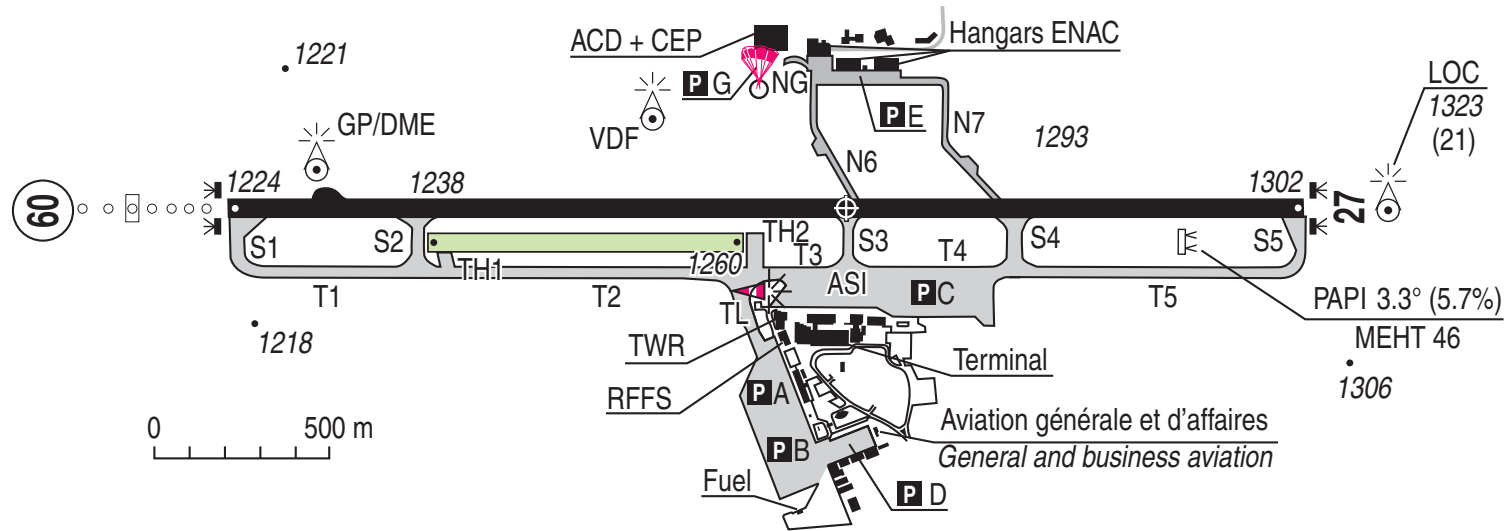 1221
ACD + CEP
Hangars ENAC
P G
NG
LOC
1323
(21)
GP/DME
VDF
P E
N7
1293
N6
1224
1238
1302
09
27
S1
S2
TH2
T3
S3
T4
S4
S5
TH1
1260
T1
T2
ASI
P C
T5
TL
PAPI 3.3° (5.7%)
MEHT 46
1218
TWR
Terminal
1306
RFFS
P A
Aviation générale et d'affaires
General and business aviation
0 500 m
P B
Fuel
P D